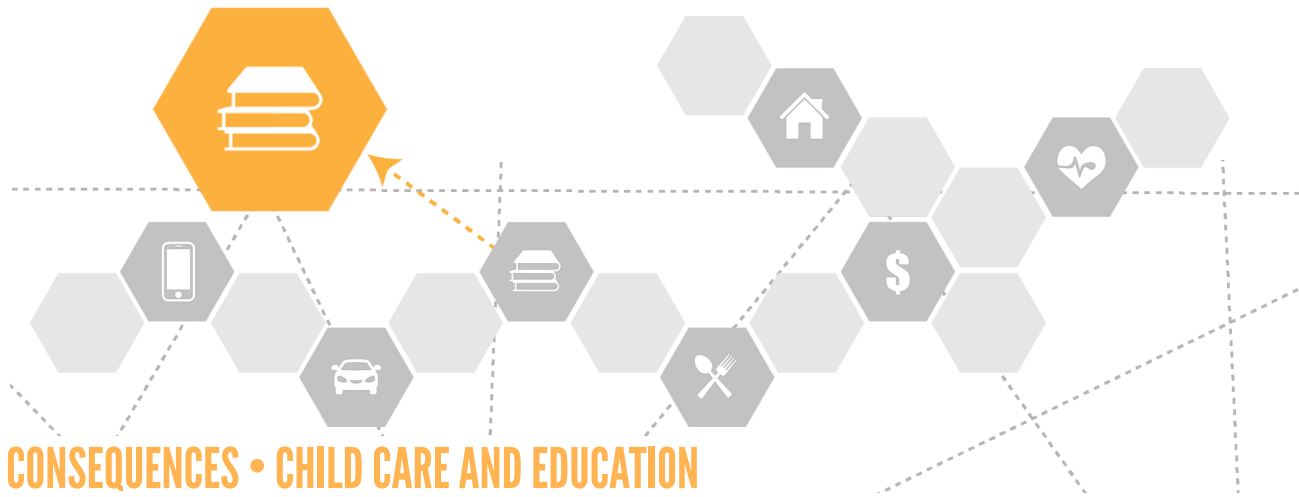 $
CONSEQUENCES • CHILD CARE AND EDUCATION